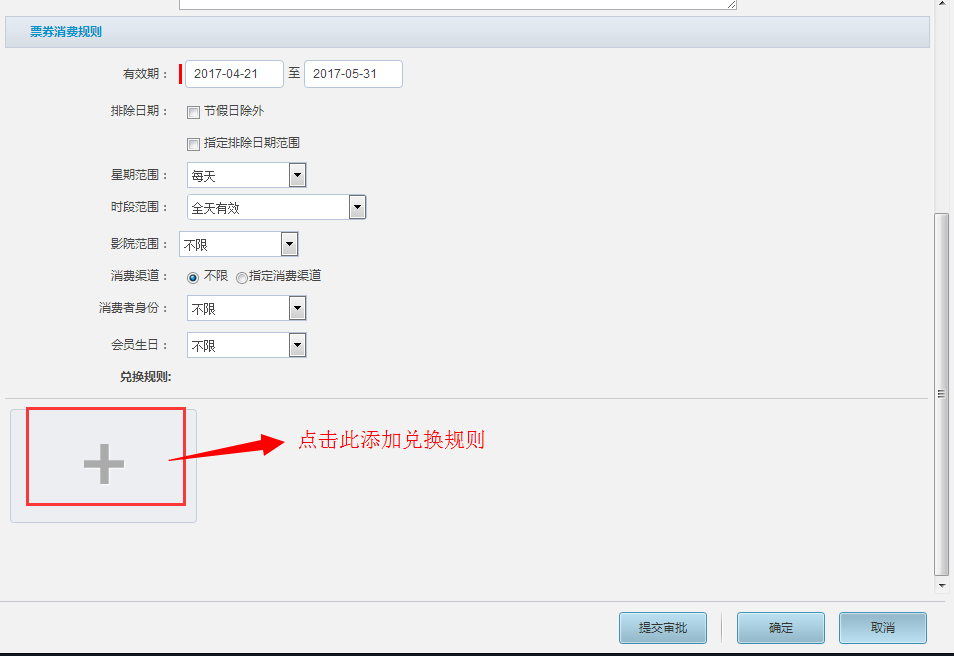 票券消费规则
有效期： 2017-04-21 至 2017-05-31
排除日期： 节假日除外
指定排除日期范围
星期范围： 每天
时段范围： 全天有效
影院范围： 不限
消费渠道： 不限 指定消费渠道
消费者身份： 不限
会员生日： 不限
兑换规则:
点击此添加兑换规则
提交审批 确定 取消